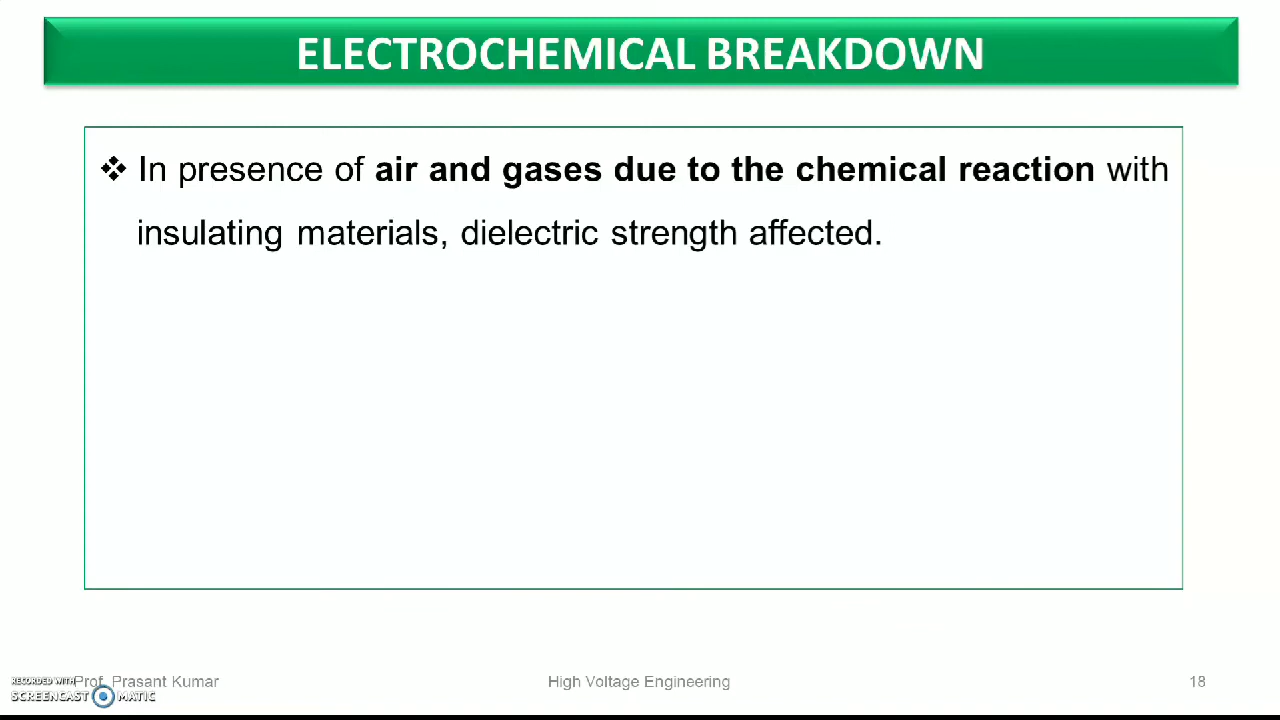 ELECTROCHEMICAL BREAKDOWN
❖ In presence of air and gases due to the chemical reaction with
insulating materials, dielectric strength affected.
RECORDED WITH
SCREENCAST MATIC
Prof. Prasant Kumar
High Voltage Engineering
18